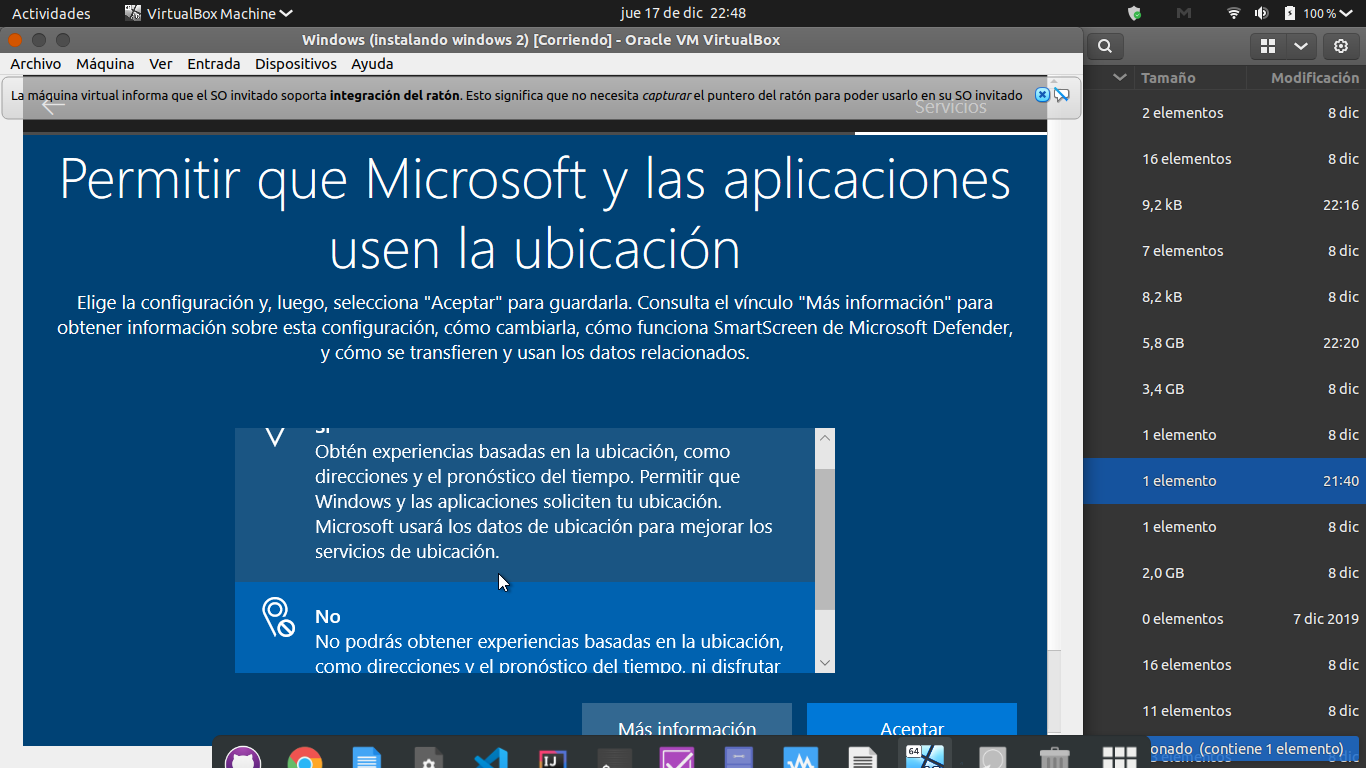 Actividades
VirtualBox Machine
jue 17 de dic 22:48
100 %
Windows (instalando windows 2) [Corriendo] - Oracle VM VirtualBox
Archivo Máquina Ver Entrada Dispositivos Ayuda
La máquina virtual informa que el SO invitado soporta integración del ratón. Esto significa que no necesita capturar el puntero del ratón para poder usarlo en su SO invitado
Servicios
Permitir que Microsoft y las aplicaciones
usen la ubicación
Elige la configuración y, luego, selecciona "Aceptar" para guardarla. Consulta el vínculo "Más información" para
obtener información sobre esta configuración, cómo cambiarla, cómo funciona SmartScreen de Microsoft Defender,
y cómo se transfieren y usan los datos relacionados.
Sí
Obtén experiencias basadas en la ubicación, como
direcciones y el pronóstico del tiempo. Permitir que
Windows y las aplicaciones soliciten tu ubicación.
Microsoft usará los datos de ubicación para mejorar los
servicios de ubicación.
No
No podrás obtener experiencias basadas en la ubicación,
como direcciones y el pronóstico del tiempo, ni disfrutar
Más información
Aceptar
Tamaño Modificación
2 elementos 8 dic
16 elementos 8 dic
9,2 kB 22:16
7 elementos 8 dic
8,2 kB 8 dic
5,8 GB 22:20
3,4 GB 8 dic
1 elemento 8 dic
1 elemento 21:40
1 elemento 8 dic
2,0 GB 8 dic
0 elementos 7 dic 2019
16 elementos 8 dic
11 elementos 8 dic
onado (contiene 1 elemento)
IJ
64